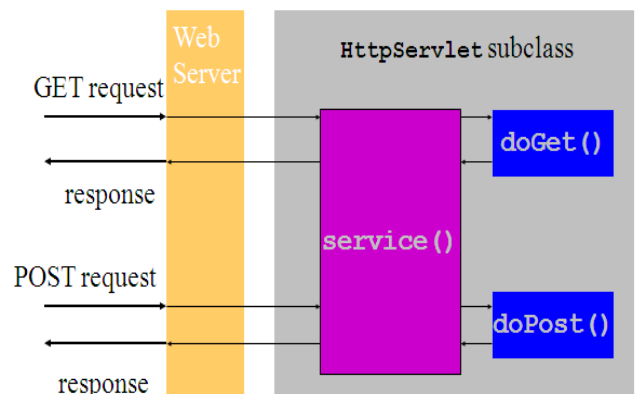 Web
Server
HttpServlet subclass
GET request
doGet()
response
service()
POST request
doPost()
response